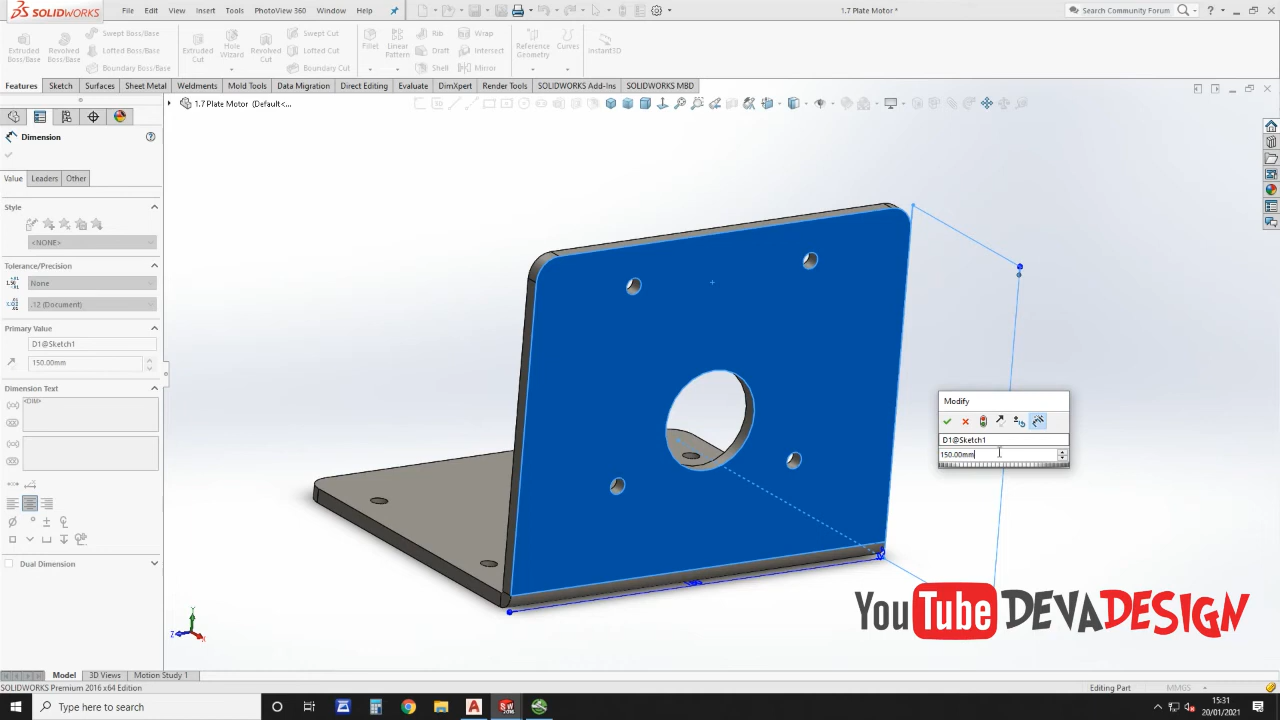 SOLIDWORKS
File Edit View Insert Tools PhotoView 360 Window Help
1.7 Plate Motor *
Search Community Forum
Extruded Boss/Base
Revolved Boss/Base
Swept Boss/Base
Lofted Boss/Base
Boundary Boss/Base
Extruded Cut
Hole Wizard
Revolved Cut
Swept Cut
Lofted Cut
Boundary Cut
Fillet
Linear Pattern
Rib
Draft
Shell
Wrap
Intersect
Mirror
Reference Geometry
Curves
Instant3D
Features Sketch Surfaces Sheet Metal Weldments Mold Tools Data Migration Direct Editing Evaluate DimXpert Render Tools SOLIDWORKS Add-Ins SOLIDWORKS MBD
1.7 Plate Motor (Default<...
Dimension
Value Leaders Other
Style
<NONE>
Tolerance/Precision
None
.12 (Document)
Primary Value
D1@Sketch1
150.00mm
Dimension Text
<DIM>
Dual Dimension
Modify
D1@Sketch1
150.00mm
Y
Z
X
YouTube DEVADESIGN
Model 3D Views Motion Study 1
SOLIDWORKS Premium 2016 x64 Edition
Editing Part
MMGS
Type here to search
15:31
20/01/2021